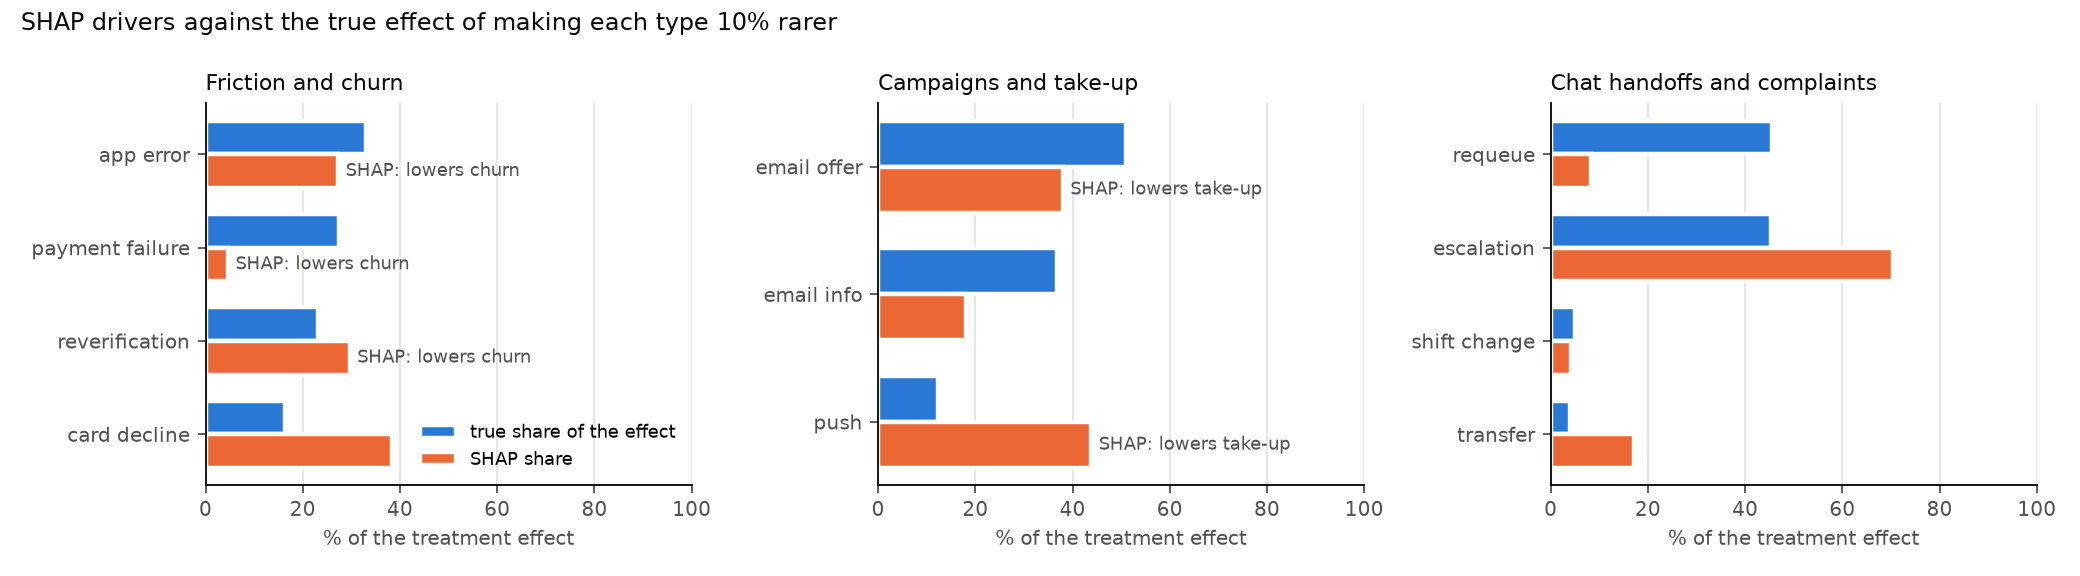 SHAP drivers against the true effect of making each type 10% rarer
Friction and churn
app error
SHAP: lowers churn
payment failure
SHAP: lowers churn
reverification
SHAP: lowers churn
card decline
true share of the effect
SHAP share
0 20 40 60 80 100
% of the treatment effect
Campaigns and take-up
email offer
SHAP: lowers take-up
email info
push
SHAP: lowers take-up
0 20 40 60 80 100
% of the treatment effect
Chat handoffs and complaints
requeue
escalation
shift change
transfer
0 20 40 60 80 100
% of the treatment effect